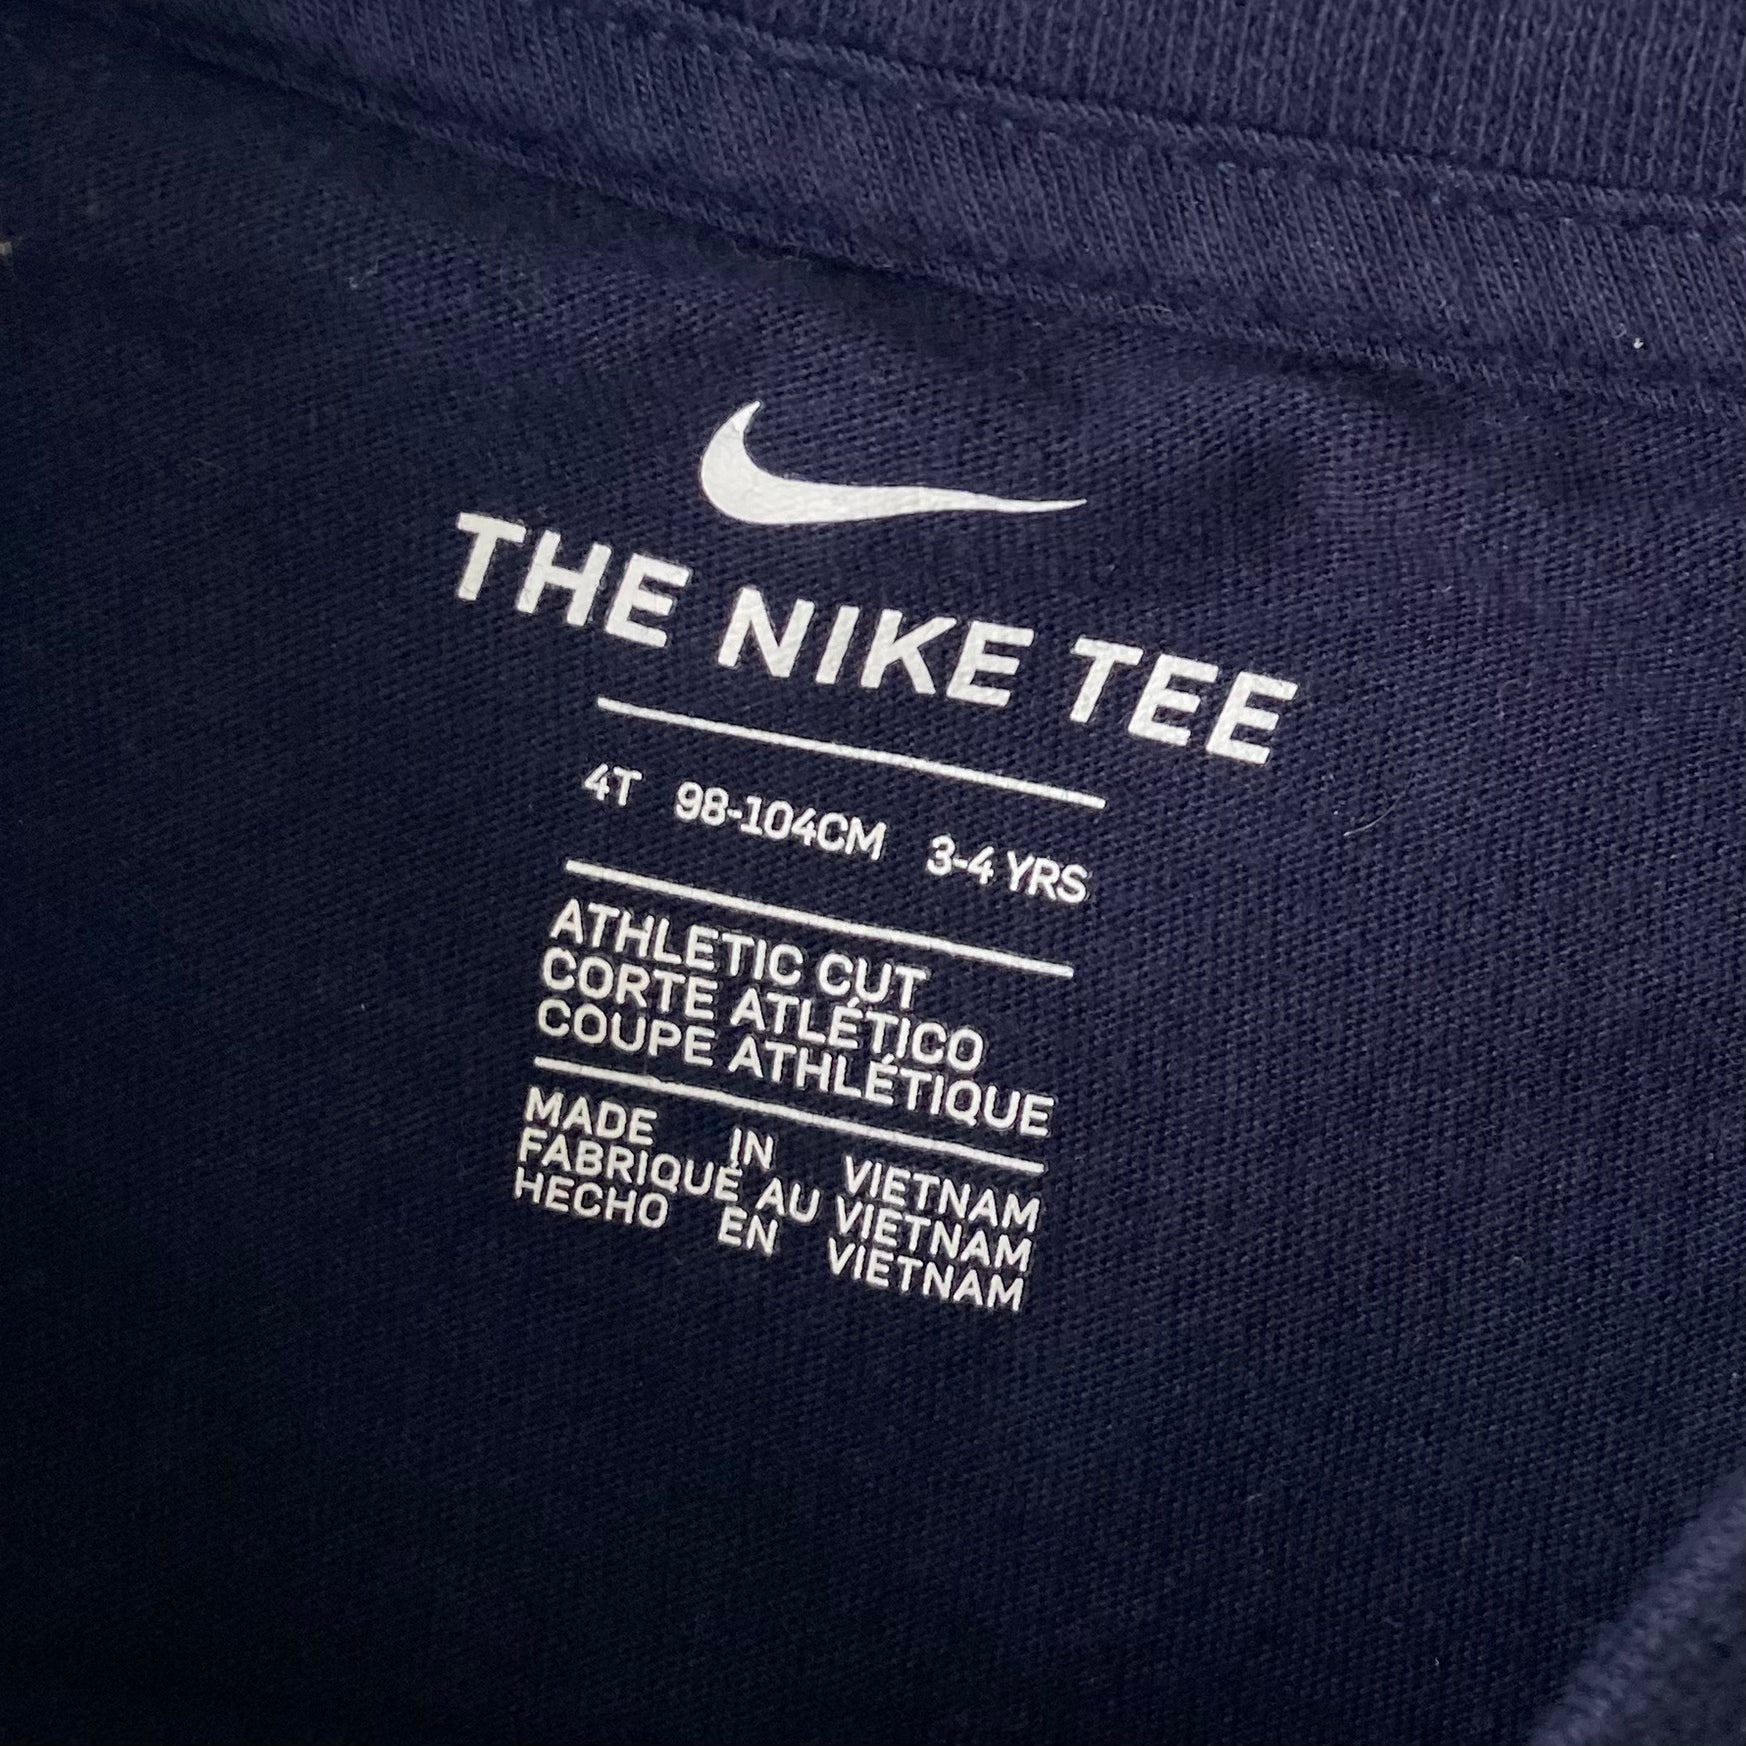 THE NIKE TEE
4T 98-104CM 3-4 YRS
ATHLETIC CUT
CORTE ATLÉTICO
COUPE ATHLÉTIQUE
MADE IN VIETNAM
FABRIQUÉ AU VIETNAM
HECHO EN VIETNAM